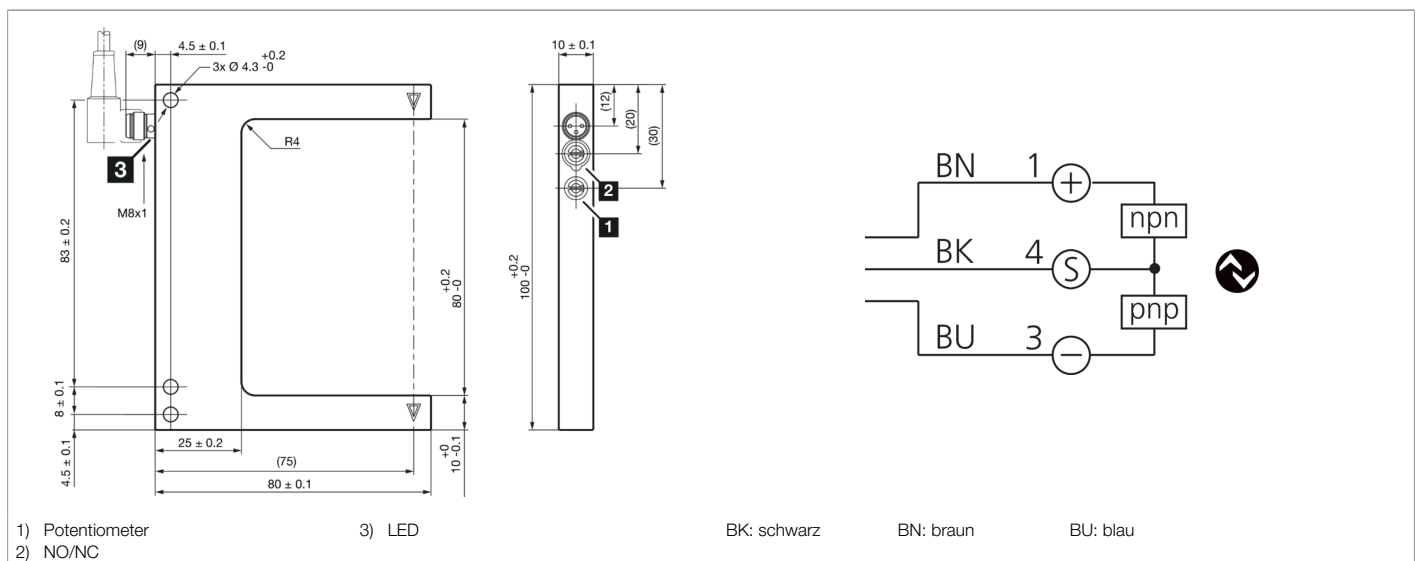 (9)
4.5 ± 0.1
3x Ø 4.3 +0.2 -0
R4
3
M8x1
83 ± 0.2
8 ± 0.1
4.5 ± 0.1
25 ± 0.2
(75)
80 ± 0.1
80 +0.2 -0
10 +0 -0.1
10 ± 0.1
(12)
(20)
(30)
2
1
100 +0.2 -0
BN 1 +
npn
BK 4 S
pnp
BU 3 −
1) Potentiometer 3) LED BK: schwarz BN: braun BU: blau
2) NO/NC